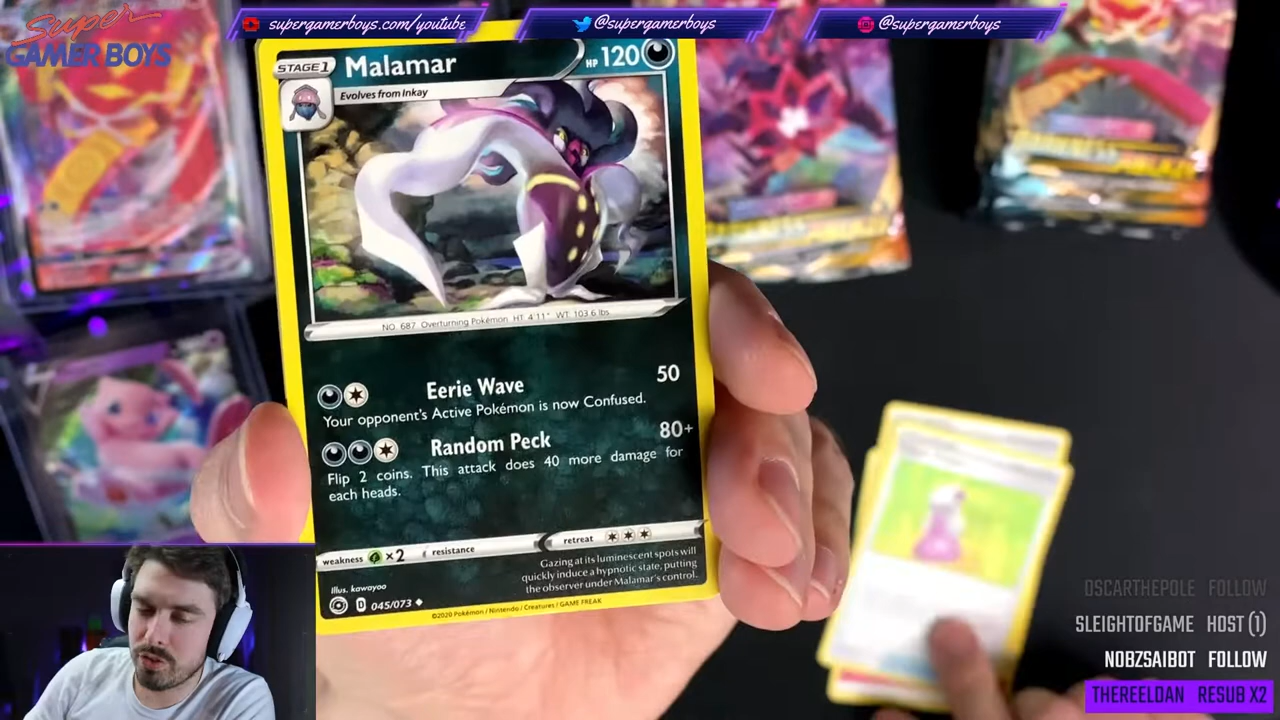 Super
GAMER BOYS
supergamerboys.com/youtube
@supergamerboys
@supergamerboys
STAGE 1
Malamar
HP 120
Evolves from Inkay
NO. 687 Overturning Pokémon HT: 4'11" WT: 103.6 lbs.
Eerie Wave 50
Your opponent's Active Pokémon is now Confused.
Random Peck 80+
Flip 2 coins. This attack does 40 more damage for
each heads.
weakness ×2 resistance retreat
Gazing at its luminescent spots will
quickly induce a hypnotic state, putting
the observer under Malamar's control.
Illus. kawayoo
D 045/073
©2020 Pokémon / Nintendo / Creatures / GAME FREAK
OSCARTHEPOLE FOLLOW
SLEIGHTOFGAME HOST (1)
NOBZSAIBOT FOLLOW
THEREELDAN RESUB X2